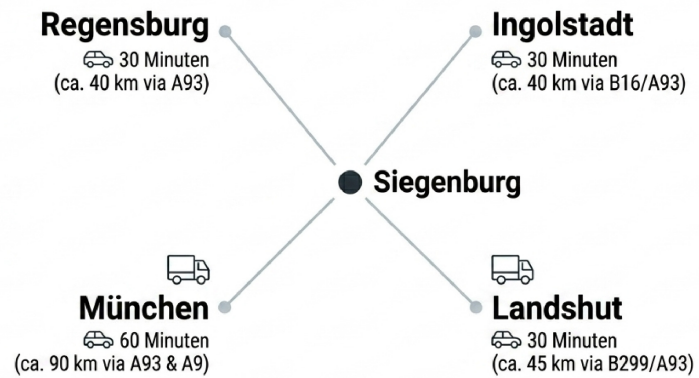 Regensburg
30 Minuten
(ca. 40 km via A93)
Ingolstadt
30 Minuten
(ca. 40 km via B16/A93)
Siegenburg
München
60 Minuten
(ca. 90 km via A93 & A9)
Landshut
30 Minuten
(ca. 45 km via B299/A93)